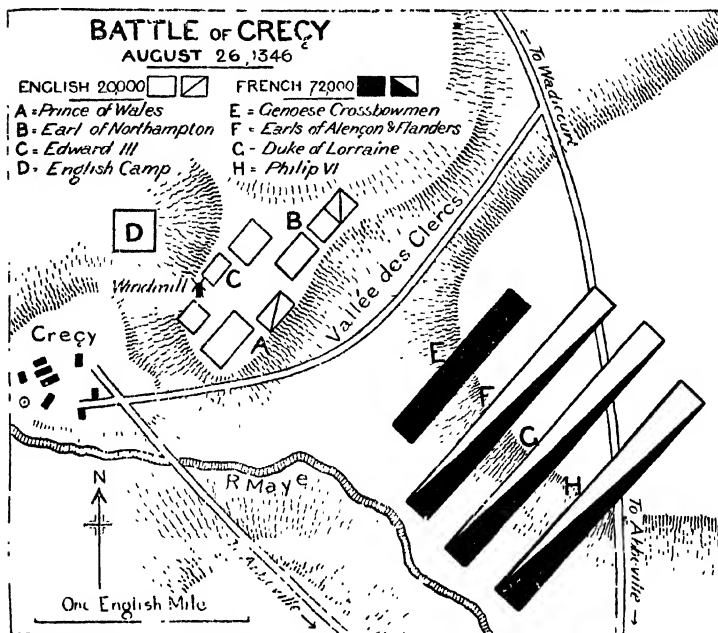 BATTLE OF CREÇY
AUGUST 26, 1346
ENGLISH 20,000 FRENCH 72,000
A = Prince of Wales
B = Earl of Northampton
C = Edward III
D = English Camp
E = Genoese Crossbowmen
F = Earls of Alençon & Flanders
G - Duke of Lorraine
H = Philip VI
← To Wadicourt
D
B
C
Windmill
A
Vallée des Clercs
Creçy
E
F
G
H
R Maye
N
To Abbeville →
Abbeville →
One English Mile